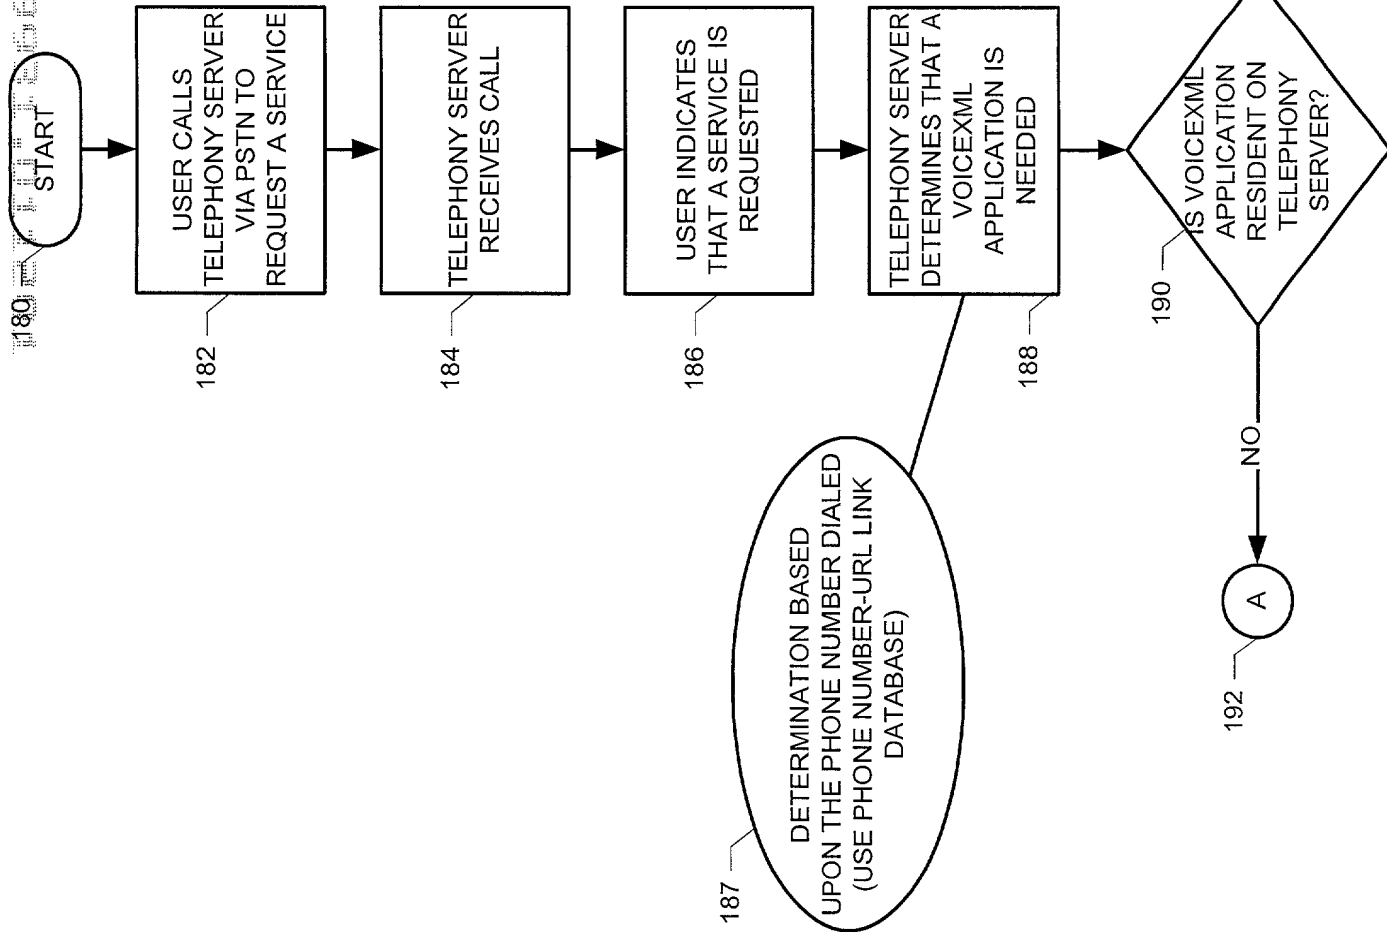 START
180
USER CALLS
TELEPHONY SERVER
VIA PSTN TO
REQUEST A SERVICE
182
TELEPHONY SERVER
RECEIVES CALL
184
USER INDICATES
THAT A SERVICE IS
REQUESTED
186
TELEPHONY SERVER
DETERMINES THAT A
VOICEXML
APPLICATION IS
NEEDED
188
DETERMINATION BASED
UPON THE PHONE NUMBER DIALED
(USE PHONE NUMBER-URL LINK
DATABASE)
187
IS VOICEXML
APPLICATION
RESIDENT ON
TELEPHONY
SERVER?
190
NO
A
192